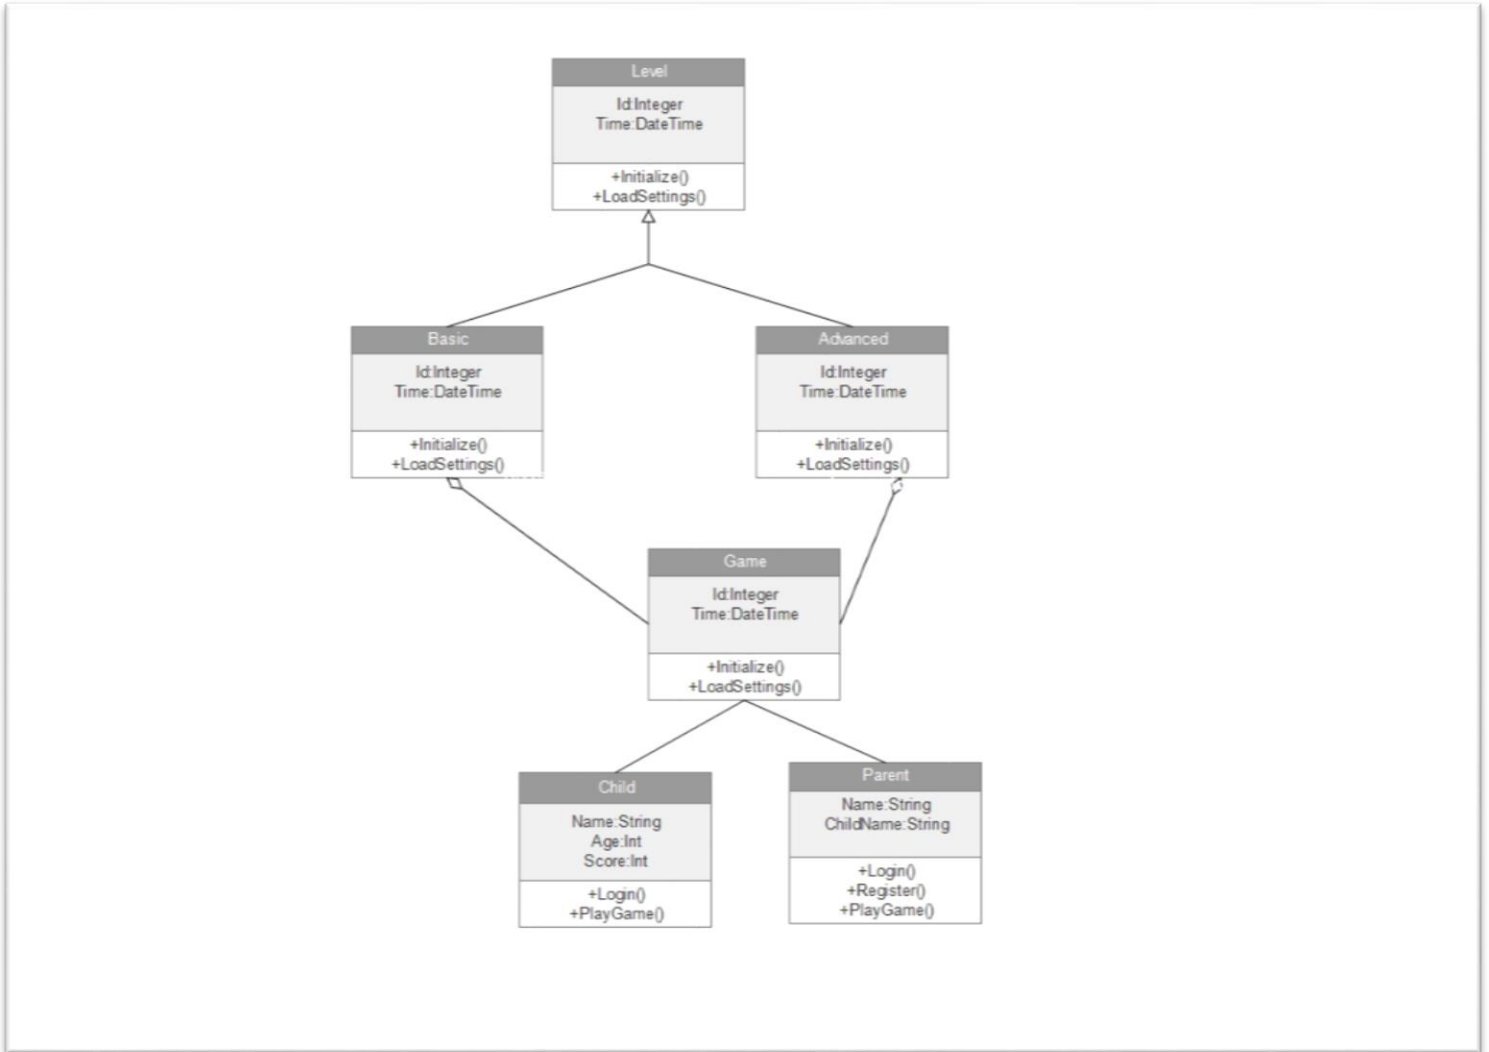 Level
Id:Integer
Time:DateTime
+Initialize()
+LoadSettings()
Basic
Id:Integer
Time:DateTime
+Initialize()
+LoadSettings()
Advanced
Id:Integer
Time:DateTime
+Initialize()
+LoadSettings()
Game
Id:Integer
Time:DateTime
+Initialize()
+LoadSettings()
Child
Name:String
Age:Int
Score:Int
+Login()
+PlayGame()
Parent
Name:String
ChildName:String
+Login()
+Register()
+PlayGame()